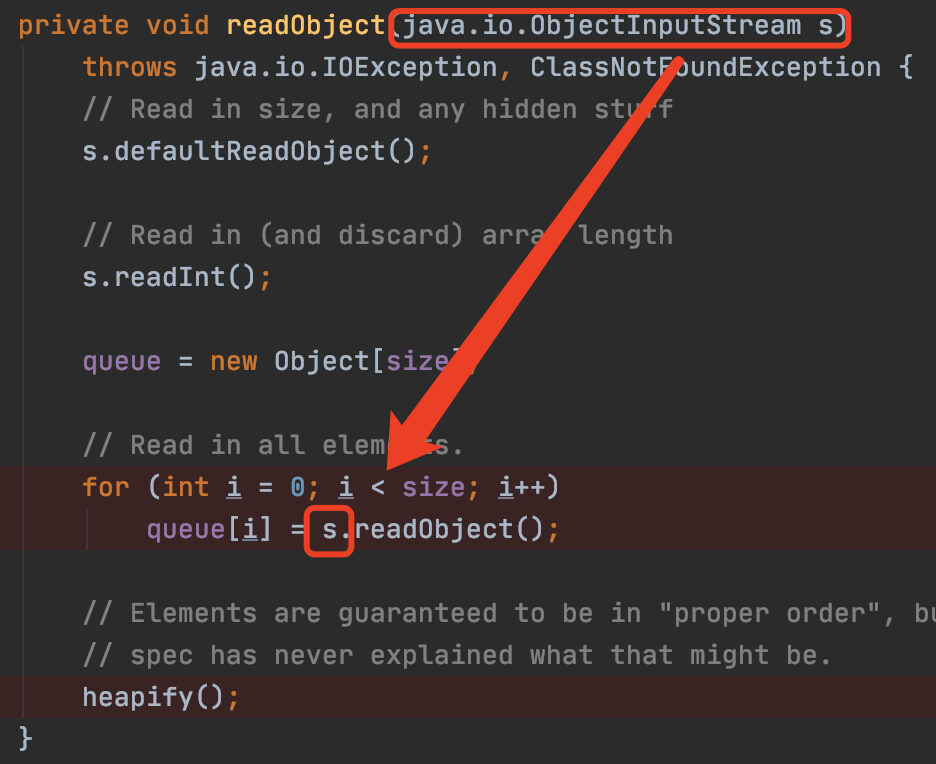 private void readObject(java.io.ObjectInputStream s)
throws java.io.IOException, ClassNotFoundException {
// Read in size, and any hidden stuff
s.defaultReadObject();
// Read in (and discard) array length
s.readInt();
queue = new Object[size];
// Read in all elements.
for (int i = 0; i < size; i++)
queue[i] = s.readObject();
// Elements are guaranteed to be in "proper order", bu
// spec has never explained what that might be.
heapify();
}